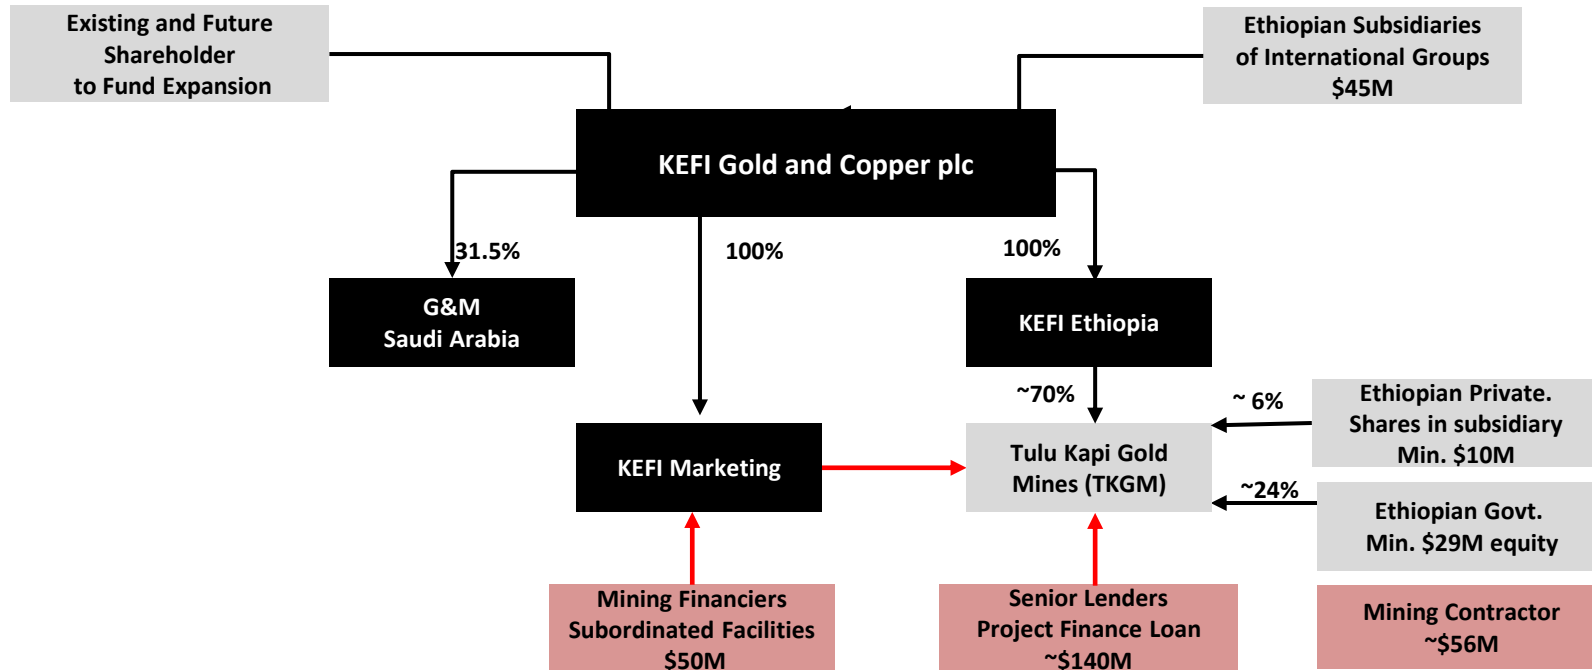 Existing and Future
Shareholder
to Fund Expansion
Ethiopian Subsidiaries
of International Groups
$45M
KEFI Gold and Copper plc
31.5%
100%
100%
G&M
Saudi Arabia
KEFI Ethiopia
~70%
~ 6%
Ethiopian Private.
Shares in subsidiary
Min. $10M
KEFI Marketing
Tulu Kapi Gold
Mines (TKGM)
~24%
Ethiopian Govt.
Min. $29M equity
Mining Financiers
Subordinated Facilities
$50M
Senior Lenders
Project Finance Loan
~$140M
Mining Contractor
~$56M